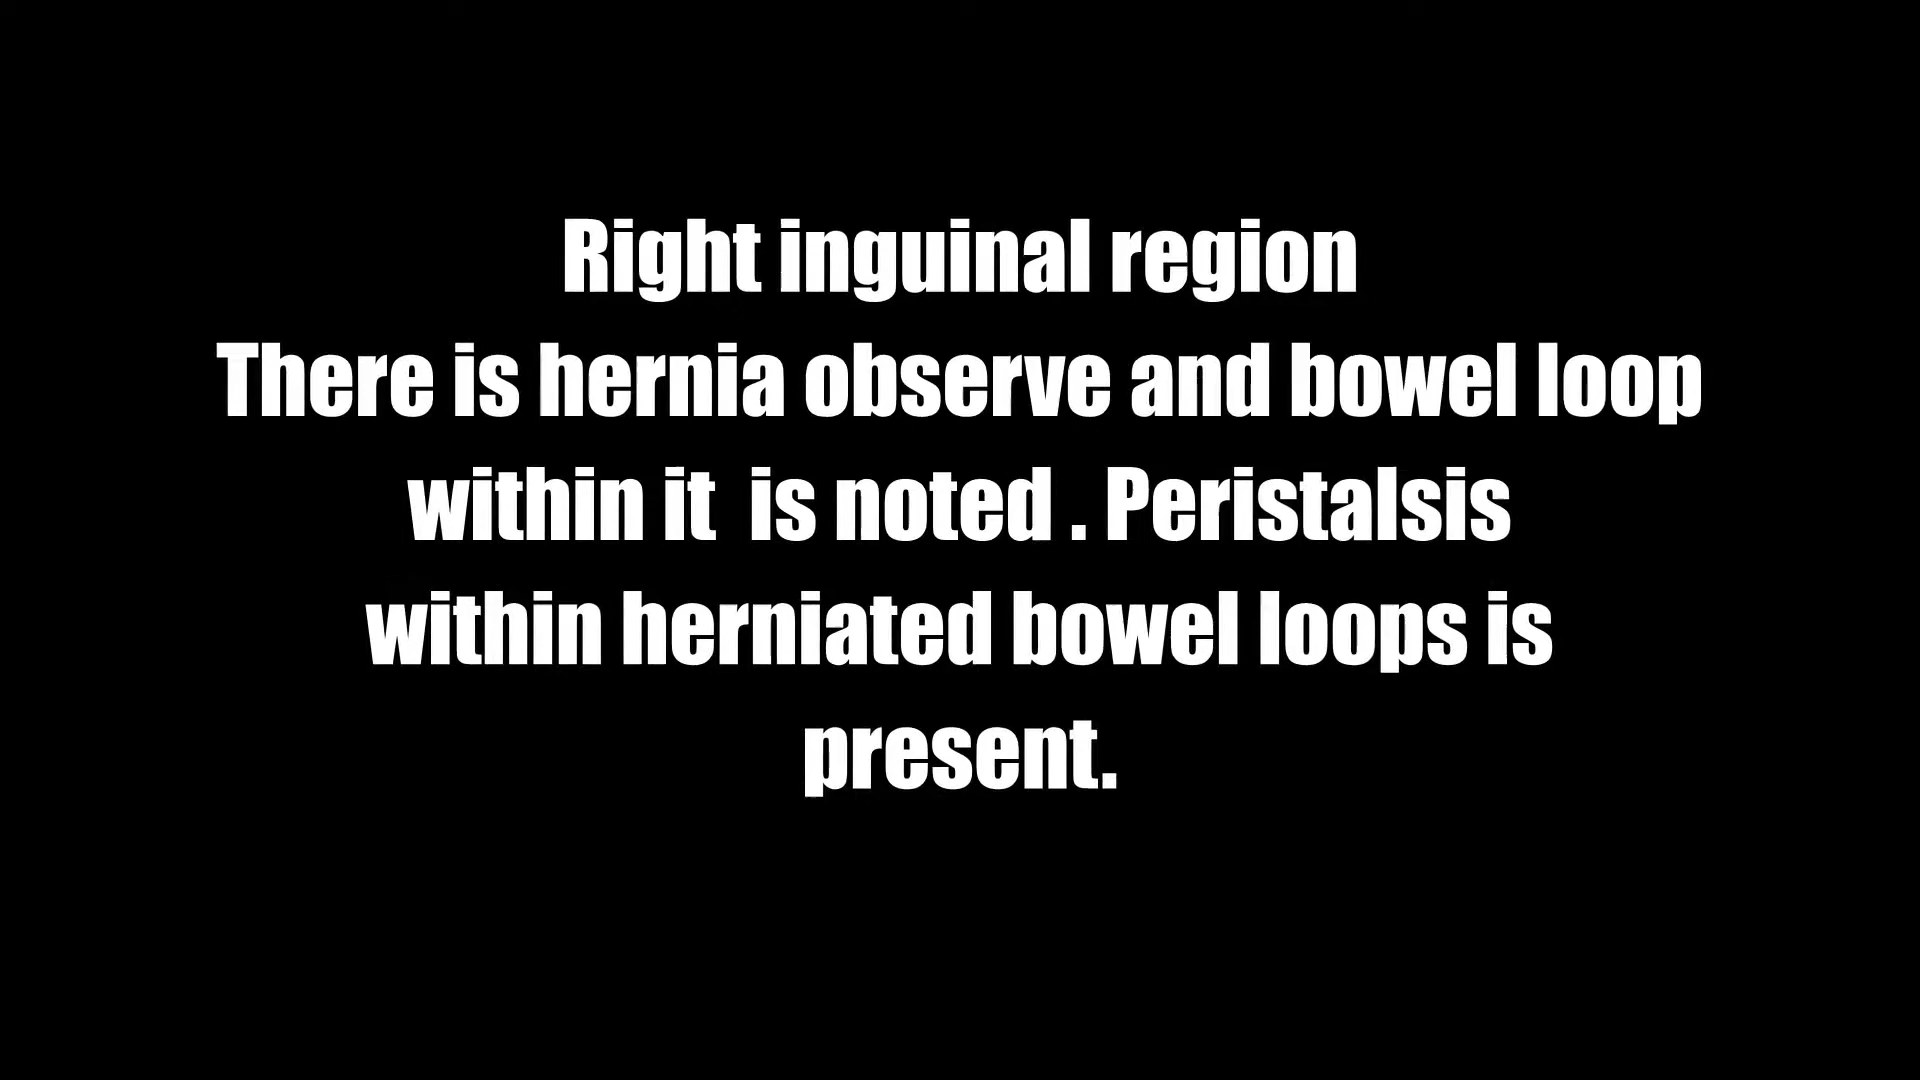 Right inguinal region
There is hernia observe and bowel loop
within it  is noted . Peristalsis
within herniated bowel loops is
present.